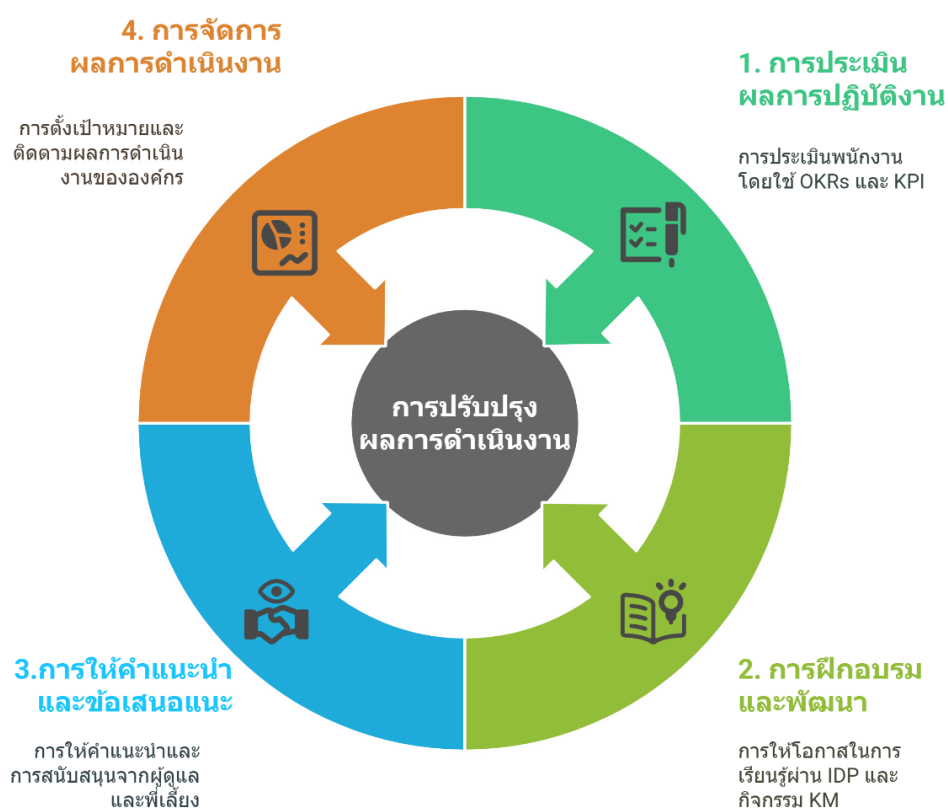 4. การจัดการ
ผลการดำเนินงาน
การตั้งเป้าหมายและ
ติดตามผลการดำเนิน
งานขององค์กร
1. การประเมิน
ผลการปฏิบัติงาน
การประเมินพนักงาน
โดยใช้ OKRs และ KPI
การปรับปรุง
ผลการดำเนินงาน
3.การให้คำแนะนำ
และข้อเสนอแนะ
การให้คำแนะนำและ
การสนับสนุนจากผู้ดูแล
และพี่เลี้ยง
2. การฝึกอบรม
และพัฒนา
การให้โอกาสในการ
เรียนรู้ผ่าน IDP และ
กิจกรรม KM